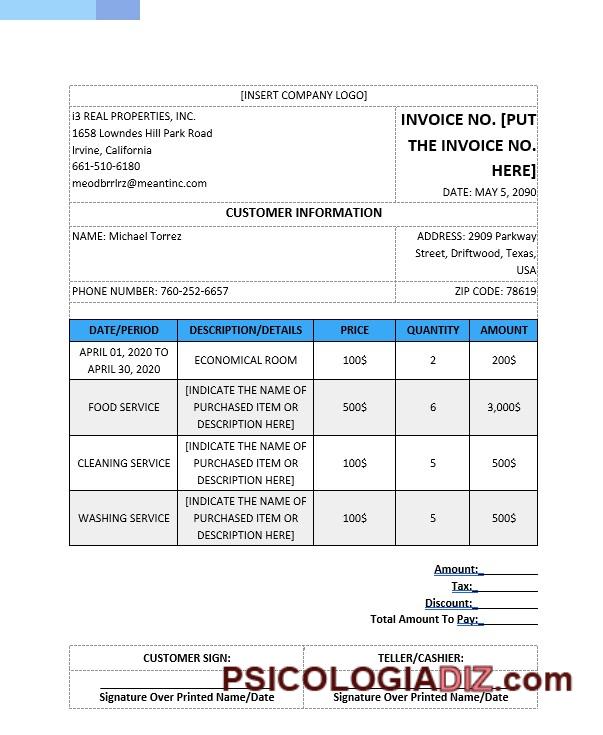 [INSERT COMPANY LOGO]
i3 REAL PROPERTIES, INC.
1658 Lowndes Hill Park Road
Irvine, California
661-510-6180
meodbrrlrz@meantinc.com
INVOICE NO. [PUT
THE INVOICE NO.
HERE]
DATE: MAY 5, 2090
CUSTOMER INFORMATION
NAME: Michael Torrez
ADDRESS: 2909 Parkway
Street, Driftwood, Texas,
USA
PHONE NUMBER: 760-252-6657
ZIP CODE: 78619
DATE/PERIOD DESCRIPTION/DETAILS PRICE QUANTITY AMOUNT
APRIL 01, 2020 TO
APRIL 30, 2020
ECONOMICAL ROOM 100$ 2 200$
FOOD SERVICE
[INDICATE THE NAME OF
PURCHASED ITEM OR
DESCRIPTION HERE]
500$ 6 3,000$
CLEANING SERVICE
[INDICATE THE NAME OF
PURCHASED ITEM OR
DESCRIPTION HERE]
100$ 5 500$
WASHING SERVICE
[INDICATE THE NAME OF
PURCHASED ITEM OR
DESCRIPTION HERE]
100$ 5 500$
Amount:_
Tax:_
Discount:_
Total Amount To Pay:_
CUSTOMER SIGN:
TELLER/CASHIER:
PSICOLOGIADIZ.com
Signature Over Printed Name/Date
Signature Over Printed Name/Date